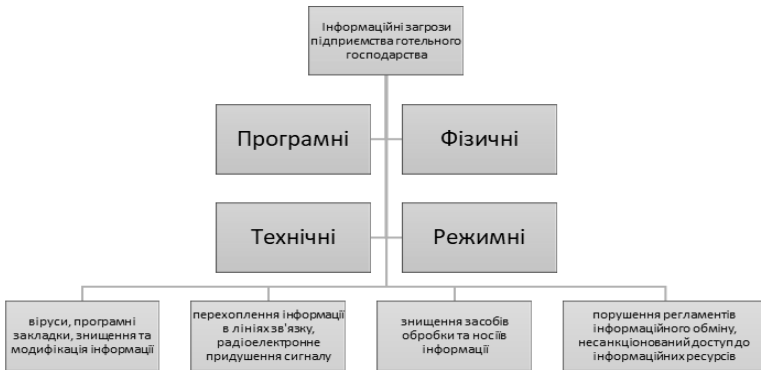 Інформаційні загрози
підприємства готельного
господарства
Програмні
Фізичні
Технічні
Режимні
віруси, програмні
закладки, знищення та
модифікація інформації
перехоплення інформації
в лініях зв'язку,
радіоелектронне
придушення сигналу
знищення засобів
обробки та носіїв
інформації
порушення регламентів
інформаційного обміну,
несанкціонований доступ до
інформаційних ресурсів